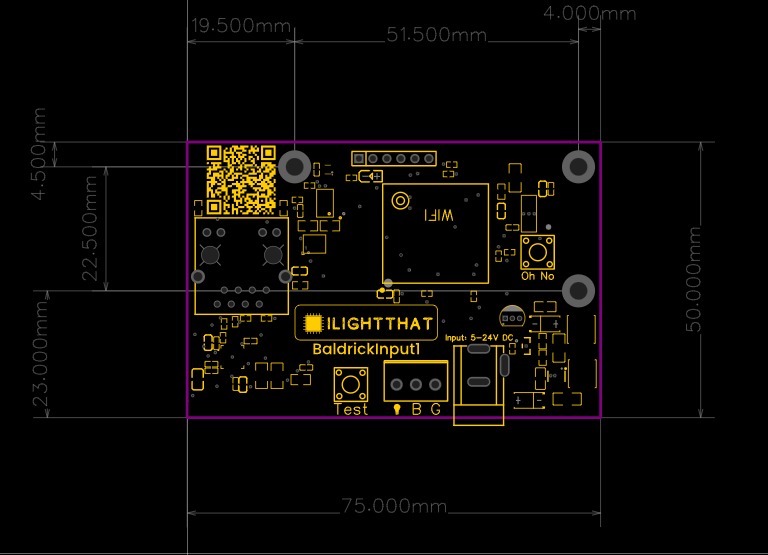 4.000mm
19.500mm
51.500mm
4.500mm
WIFI
22.500mm
Oh No
50.000mm
ILIGHTTHAT
Input: 5-24V DC
BaldrickInput1
23.000mm
Test
B G
75.000mm